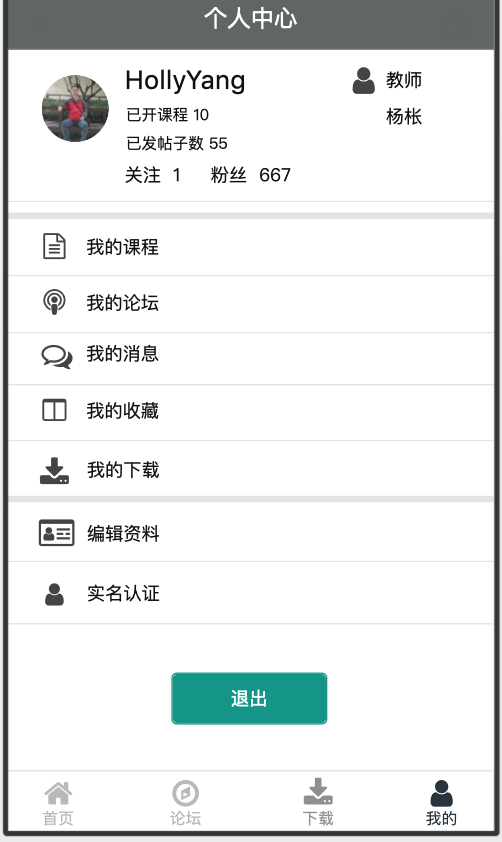 个人中心
HollyYang
教师
已开课程 10
杨枨
已发帖子数 55
关注 1 粉丝 667
我的课程
我的论坛
我的消息
我的收藏
我的下载
编辑资料
实名认证
退出
首页 论坛 下载 我的